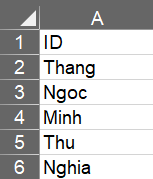 A
1 ID
2 Thang
3 Ngoc
4 Minh
5 Thu
6 Nghia